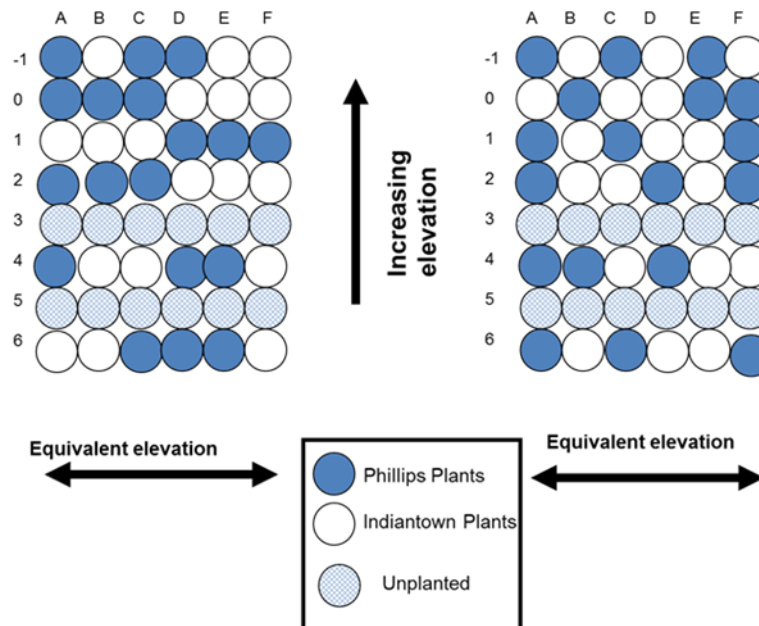 A B C D E F
A B C D E F
-1
0
1
2
3
4
5
6
-1
0
1
2
3
4
5
6
Increasing
elevation
Equivalent elevation
Equivalent elevation
Phillips Plants
Indiantown Plants
Unplanted